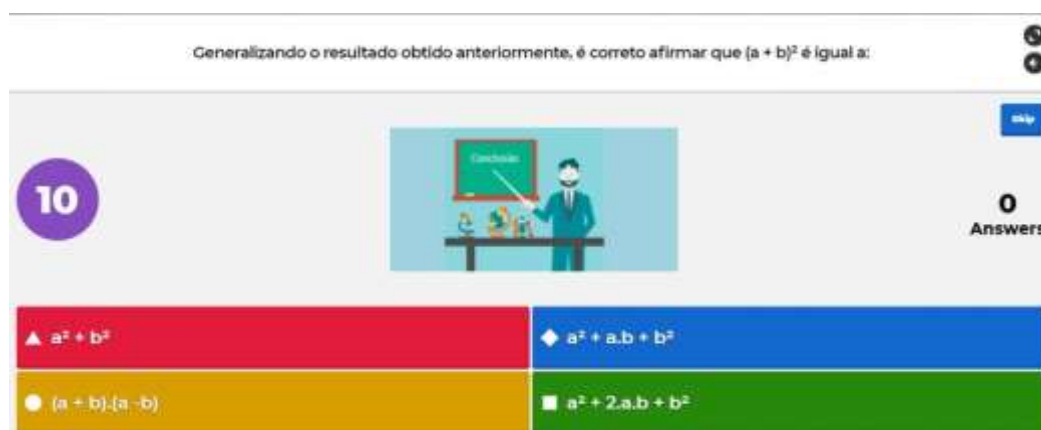 Generalizando o resultado obtido anteriormente, é correto afirmar que (a + b)² é igual a:
Skip
10
Conclusão
0
Answers
a² + b²
a² + a.b + b²
(a + b).(a -b)
a² + 2.a.b + b²